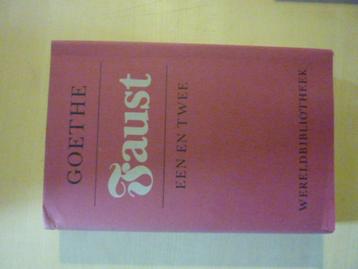 GOETHE
Faust
EEN EN TWEE
WERELDBIBLIOTHEEK